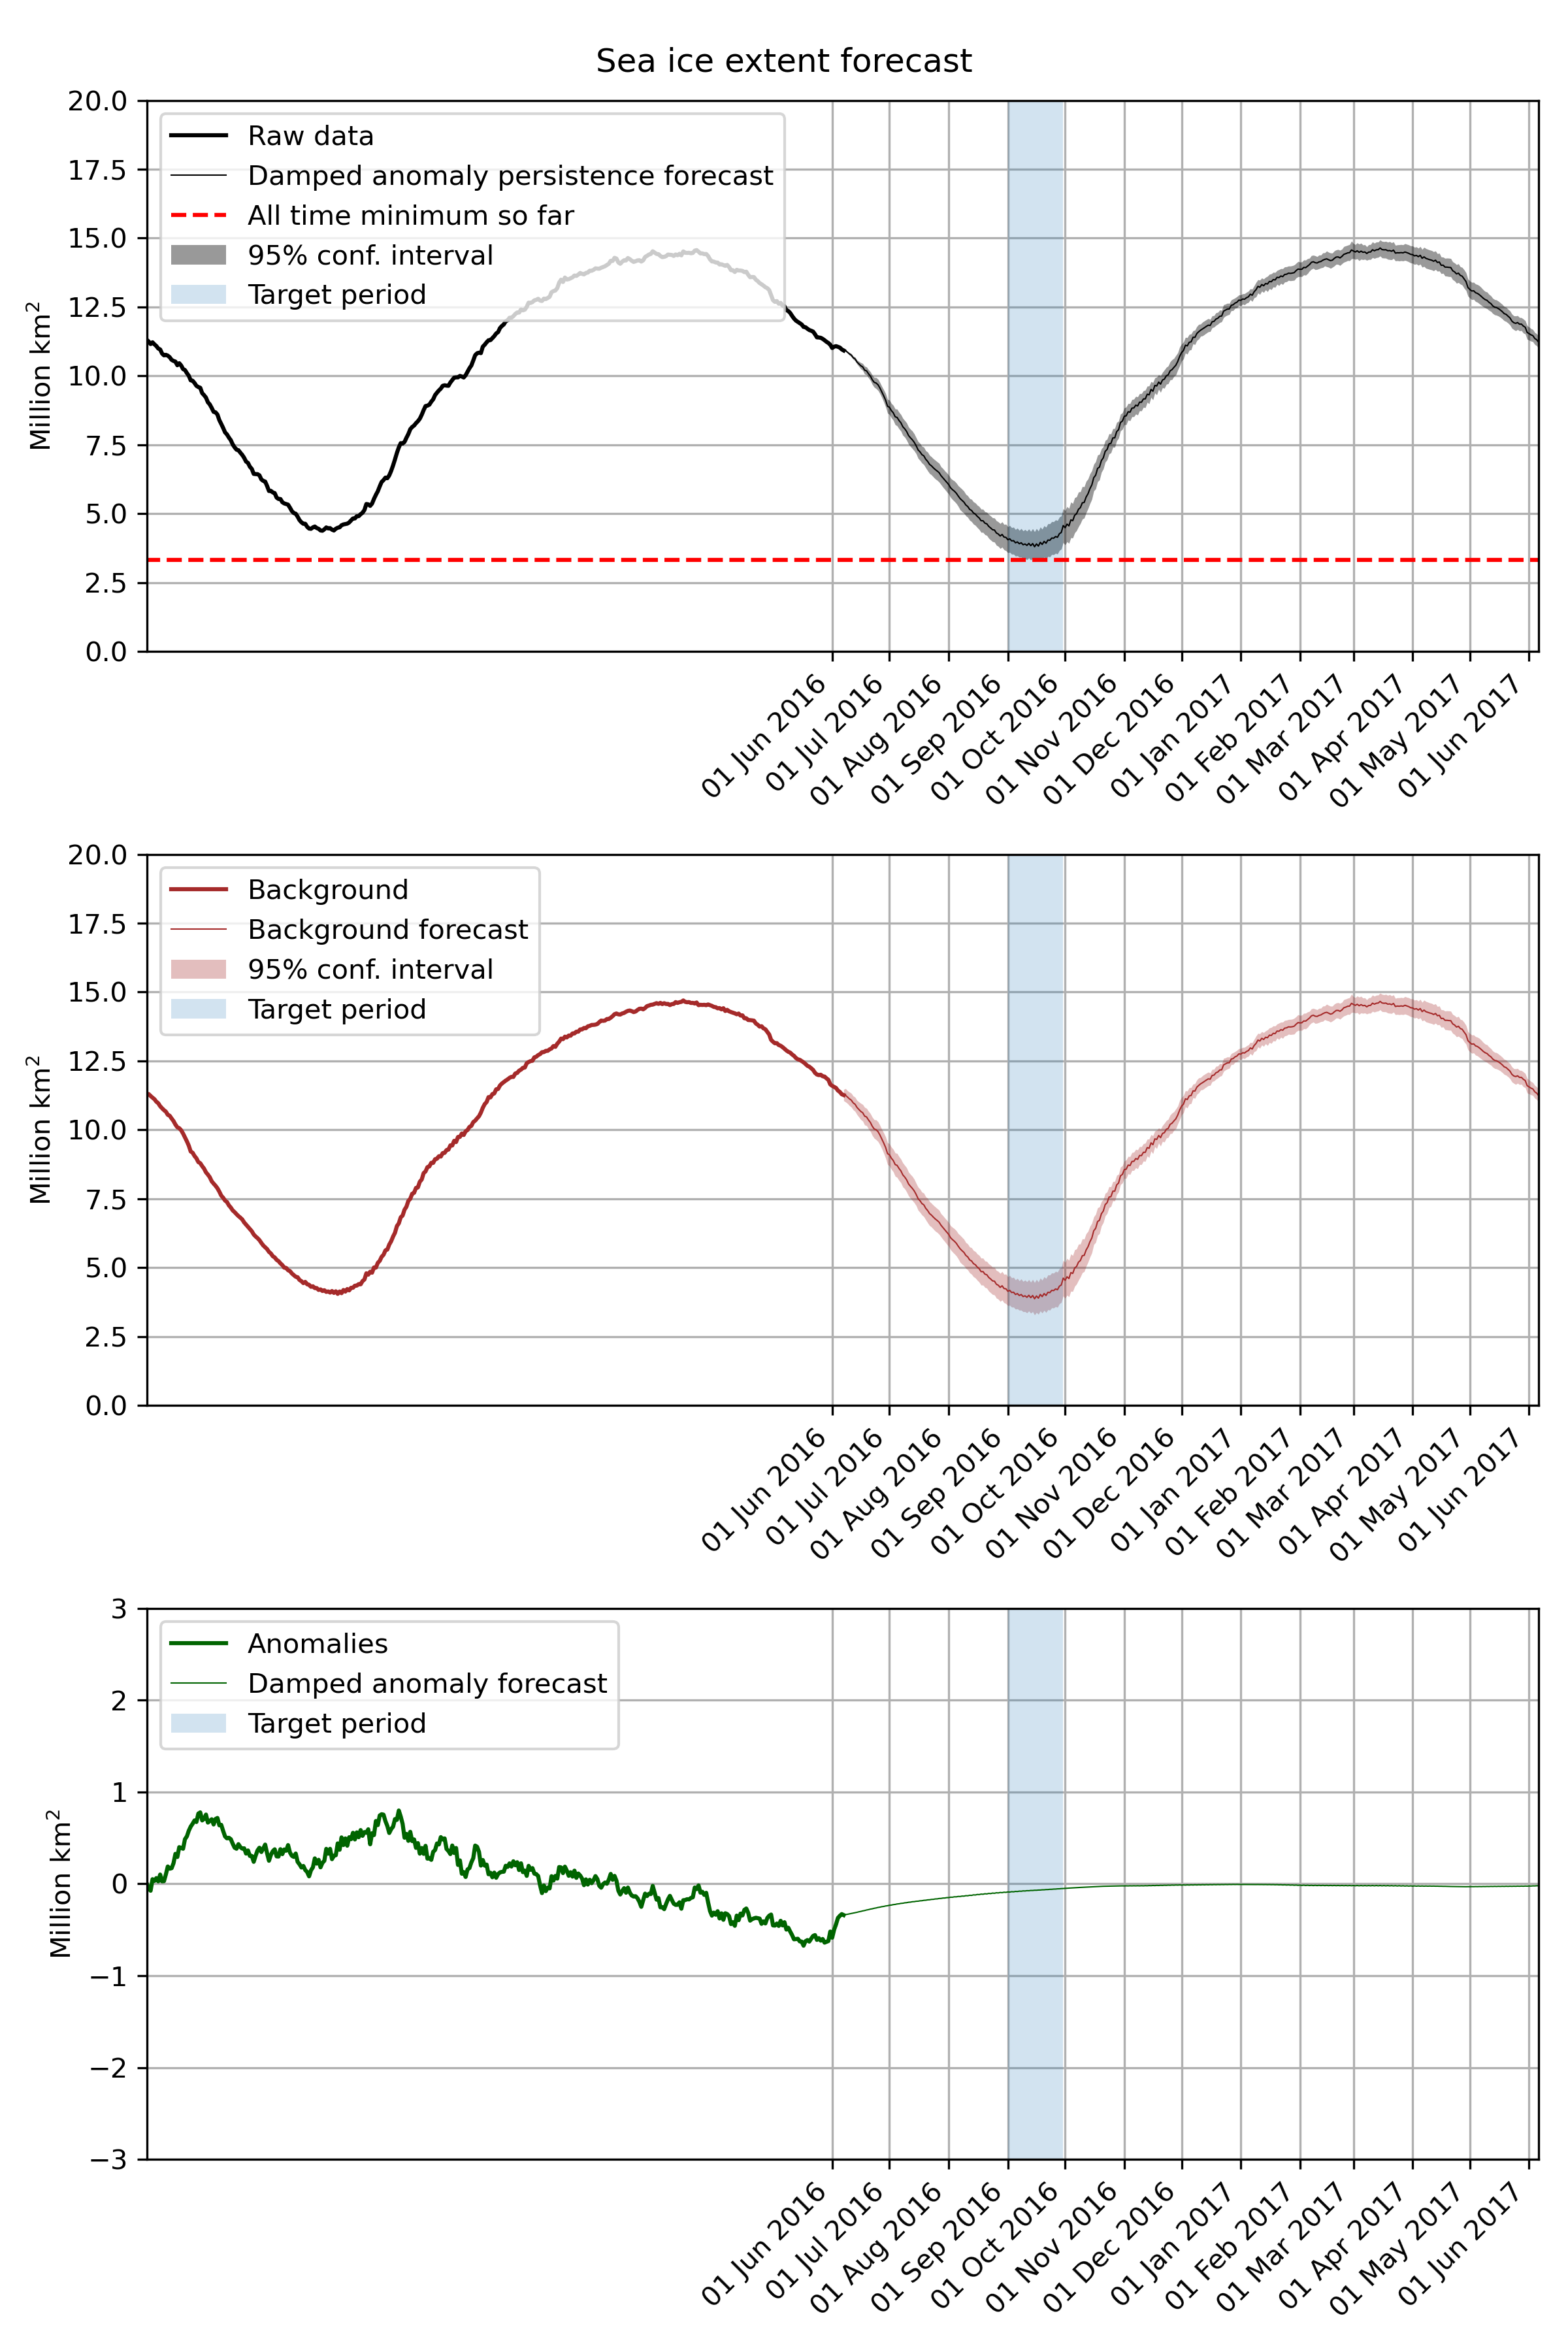 Sea ice extent forecast
20.0
17.5
15.0
12.5
10.0
7.5
5.0
2.5
0.0
Million km²
Raw data
Damped anomaly persistence forecast
All time minimum so far
95% conf. interval
Target period
01 Jun 2016
01 Jul 2016
01 Aug 2016
01 Sep 2016
01 Oct 2016
01 Nov 2016
01 Dec 2016
01 Jan 2017
01 Feb 2017
01 Mar 2017
01 Apr 2017
01 May 2017
01 Jun 2017
20.0
17.5
15.0
12.5
10.0
7.5
5.0
2.5
0.0
Million km²
Background
Background forecast
95% conf. interval
Target period
01 Jun 2016
01 Jul 2016
01 Aug 2016
01 Sep 2016
01 Oct 2016
01 Nov 2016
01 Dec 2016
01 Jan 2017
01 Feb 2017
01 Mar 2017
01 Apr 2017
01 May 2017
01 Jun 2017
3
2
1
0
−1
−2
−3
Million km²
Anomalies
Damped anomaly forecast
Target period
01 Jun 2016
01 Jul 2016
01 Aug 2016
01 Sep 2016
01 Oct 2016
01 Nov 2016
01 Dec 2016
01 Jan 2017
01 Feb 2017
01 Mar 2017
01 Apr 2017
01 May 2017
01 Jun 2017